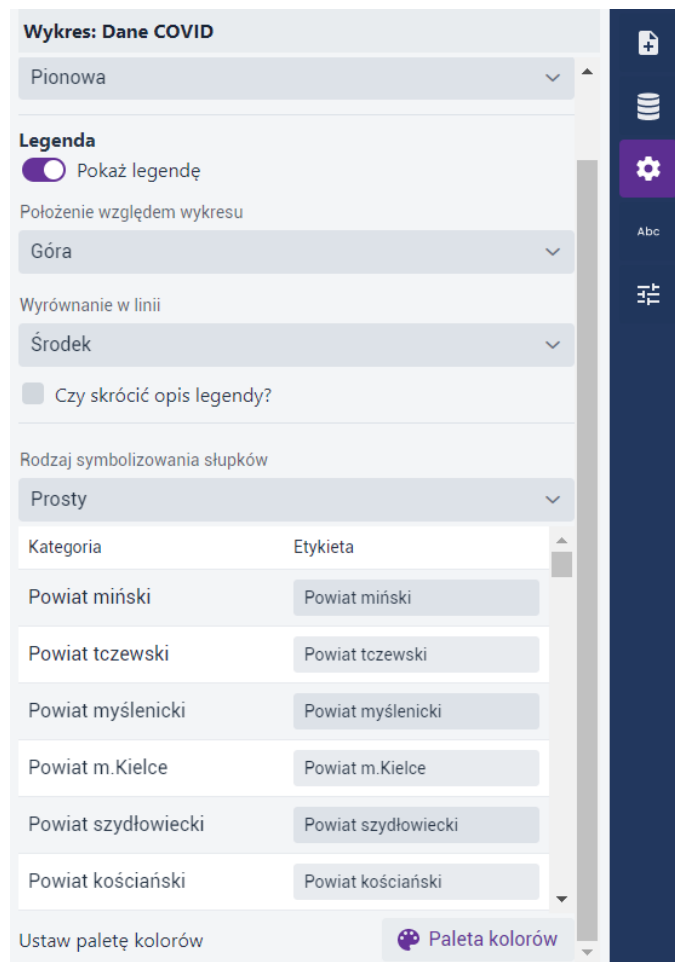 Wykres: Dane COVID
Pionowa
Legenda
Pokaż legendę
Położenie względem wykresu
Góra
Abc
Wyrównanie w linii
Środek
Czy skrócić opis legendy?
Rodzaj symbolizowania słupków
Prosty
Kategoria Etykieta
Powiat miński Powiat miński
Powiat tczewski Powiat tczewski
Powiat myślenicki Powiat myślenicki
Powiat m.Kielce Powiat m.Kielce
Powiat szydłowiecki Powiat szydłowiecki
Powiat kościański Powiat kościański
Ustaw paletę kolorów Paleta kolorów